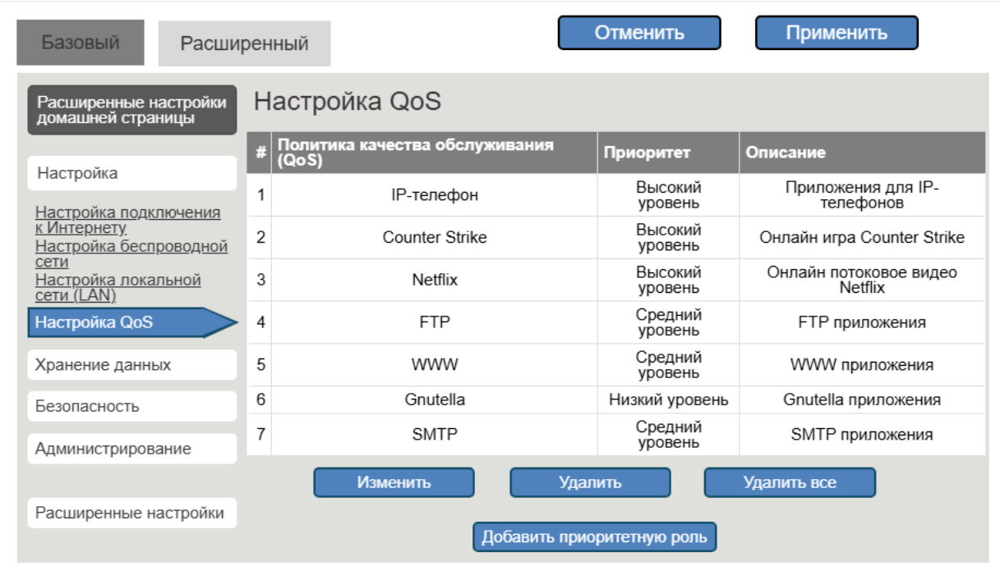 Базовый
Расширенный
Отменить
Применить
Расширенные настройки
домашней страницы
Настройка
Настройка подключения
к Интернету
Настройка беспроводной
сети
Настройка локальной
сети (LAN)
Настройка QoS
Хранение данных
Безопасность
Администрирование
Расширенные настройки
Настройка QoS
# Политика качества обслуживания
(QoS)
Приоритет
Описание
1
IP-телефон
Высокий
уровень
Приложения для IP-
телефонов
2
Counter Strike
Высокий
уровень
Онлайн игра Counter Strike
3
Netflix
Высокий
уровень
Онлайн потоковое видео
Netflix
4
FTP
Средний
уровень
FTP приложения
5
WWW
Средний
уровень
WWW приложения
6
Gnutella
Низкий уровень
Gnutella приложения
7
SMTP
Средний
уровень
SMTP приложения
Изменить
Удалить
Удалить все
Добавить приоритетную роль